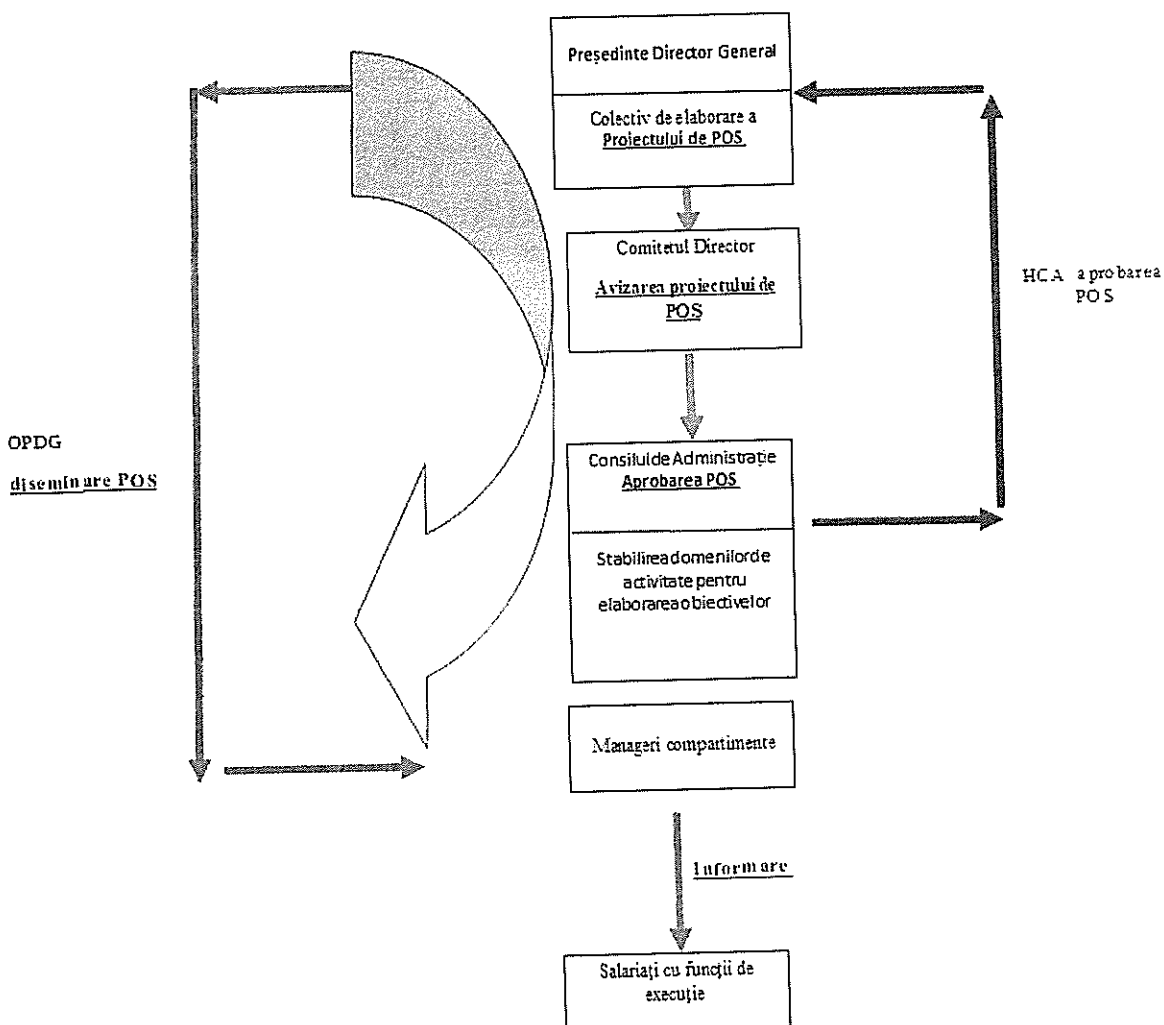 Președinte Director General
Colectiv de elaborare a
Proiectului de POS
Comitetul Director
Avizarea proiectului de
POS
HCA aprobarea
POS
OPDG
diseminare POS
Consilul de Administrație
Aprobarea POS
Stabilirea domenilor de
activitate pentru
elaborarea obiectivelor
Manageri compartimente
Informare
Salariați cu funcții de
execuție